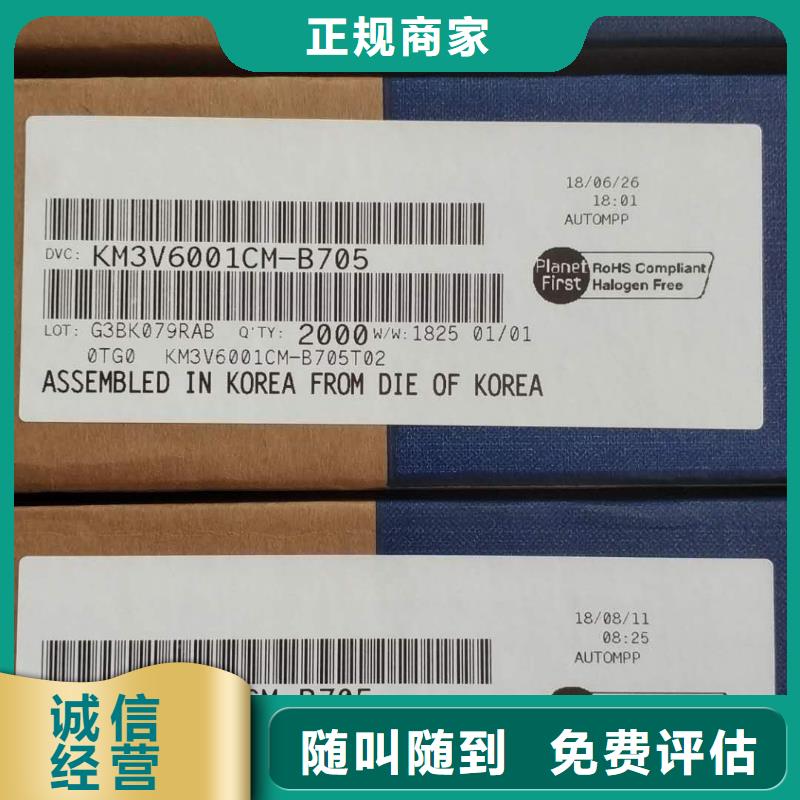 正规商家
18/06/26
18:01
AUTOMPP
DVC: KM3V6001CM-B705
Planet First
RoHS Compliant
Halogen Free
LOT: G3BK079RAB Q'TY: 2000 W/W: 1825 01/01
0TG0 KM3V6001CM-B705T02
ASSEMBLED IN KOREA FROM DIE OF KOREA
18/08/11
08:25
AUTOMPP
诚信
经营
随叫随到 免费评估